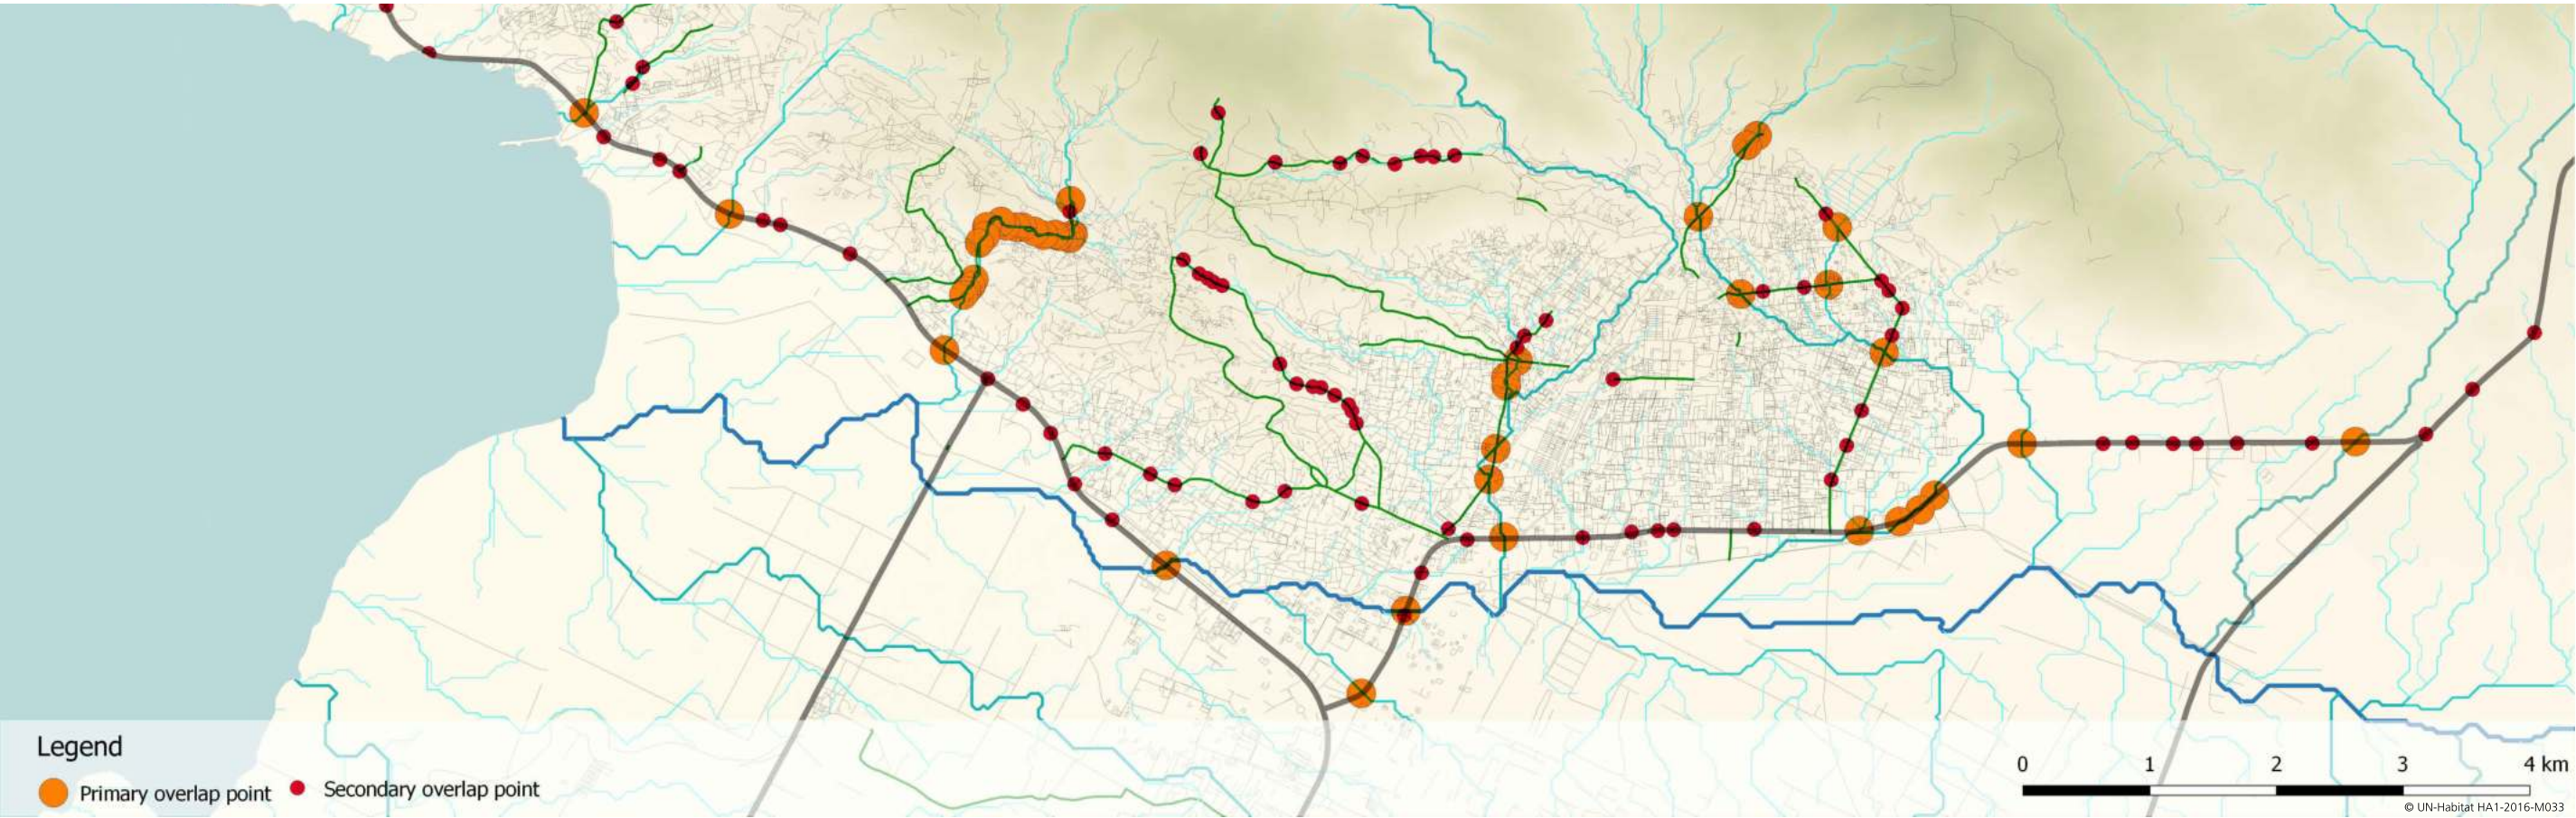 Legend
Primary overlap point
Secondary overlap point
0 1 2 3 4 km
© UN-Habitat HA1-2016-M033